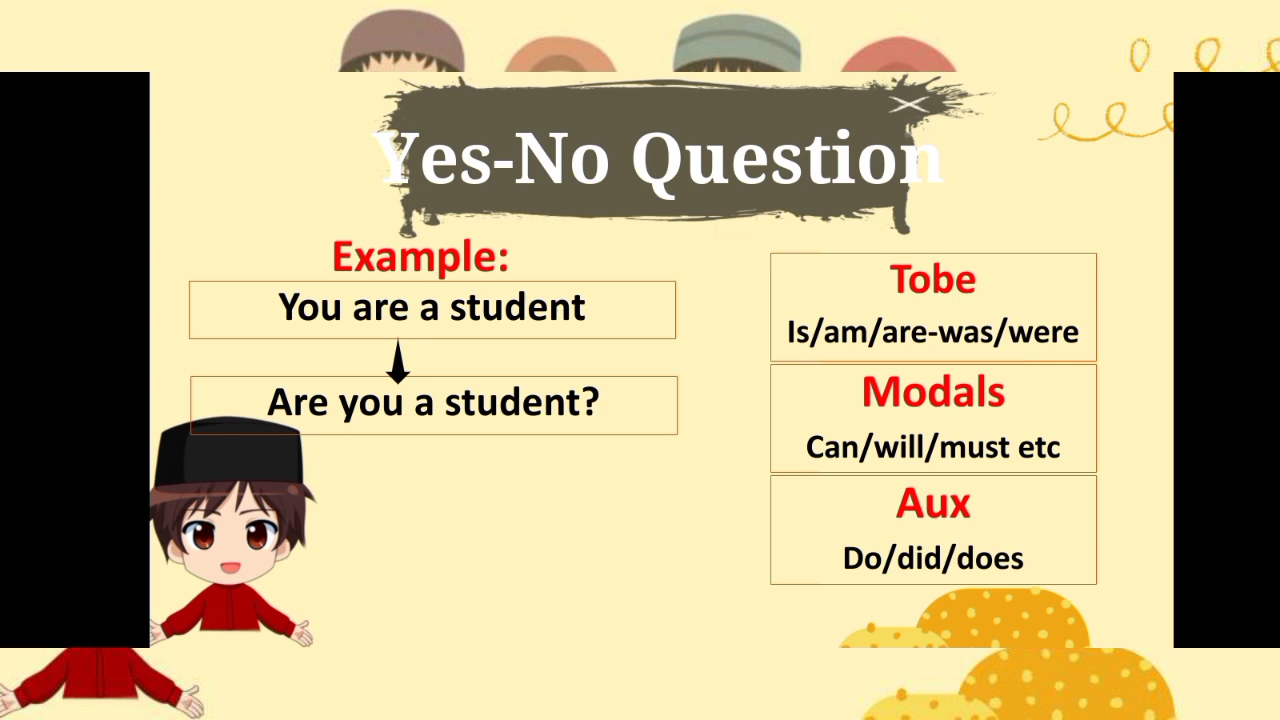 Yes-No Question
Example:
You are a student
Are you a student?
Tobe
Is/am/are-was/were
Modals
Can/will/must etc
Aux
Do/did/does